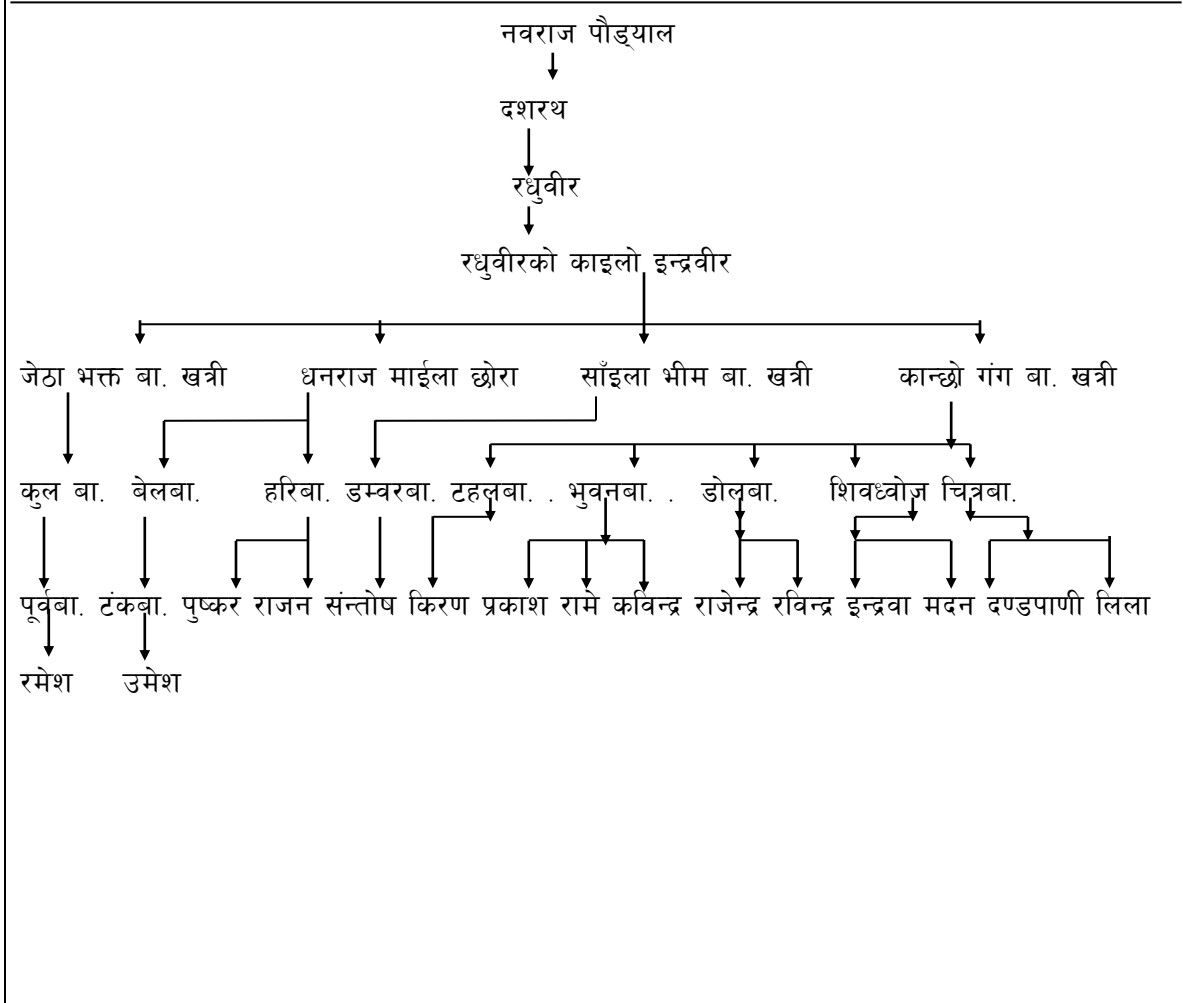 नवराज पौड्याल
दशरथ
रधुवीर
रधुवीरको काइलो इन्द्रवीर
जेठा भक्त बा. खत्री धनराज माईला छोरा साँइला भीम बा. खत्री कान्छो गंग बा. खत्री
कुल बा. बेलबा. हरिबा. डम्वरबा. टहलबा. . भुवनबा. . डोलबा. शिवध्वोज चित्रबा.
पूर्वबा. टंकबा. पुष्कर राजन संन्तोष किरण प्रकाश रामे कविन्द्र राजेन्द्र रविन्द्र इन्द्रवा मदन दण्डपाणी लिला
रमेश उमेश